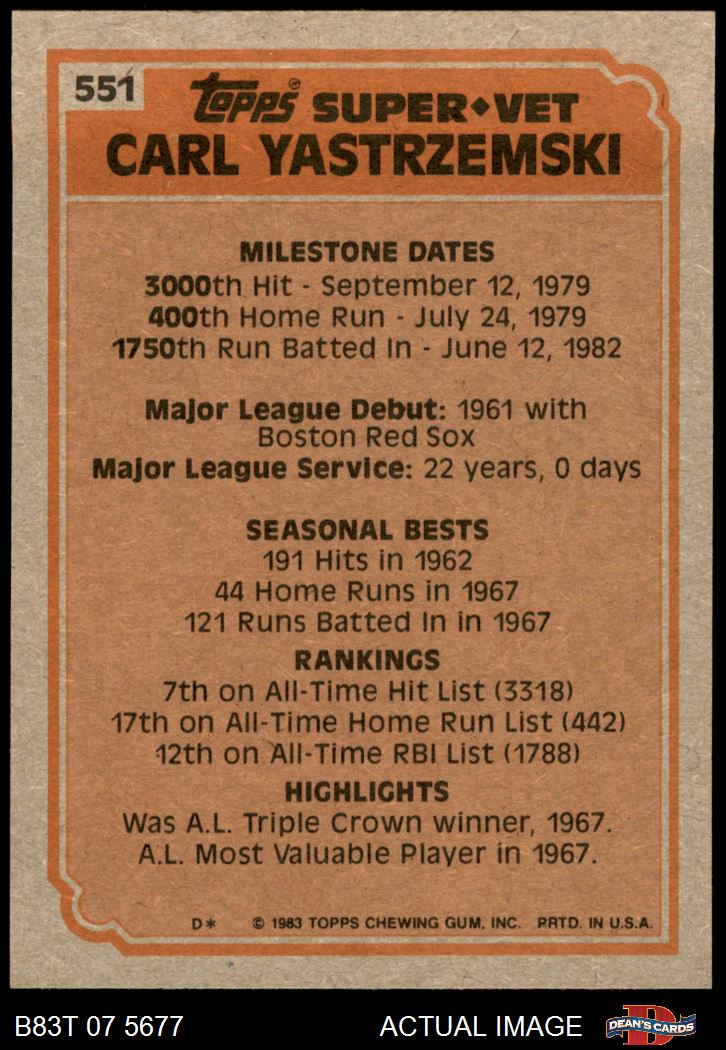 551
Topps SUPER◆VET
CARL YASTRZEMSKI
MILESTONE DATES
3000th Hit - September 12, 1979
400th Home Run - July 24, 1979
1750th Run Batted In - June 12, 1982
Major League Debut: 1961 with
Boston Red Sox
Major League Service: 22 years, 0 days
SEASONAL BESTS
191 Hits in 1962
44 Home Runs in 1967
121 Runs Batted In in 1967
RANKINGS
7th on All-Time Hit List (3318)
17th on All-Time Home Run List (442)
12th on All-Time RBI List (1788)
HIGHLIGHTS
Was A.L. Triple Crown winner, 1967.
A.L. Most Valuable Player in 1967.
D* © 1983 TOPPS CHEWING GUM, INC. PRTD. IN U.S.A.
B83T 07 5677 ACTUAL IMAGE DEAN'S CARDS